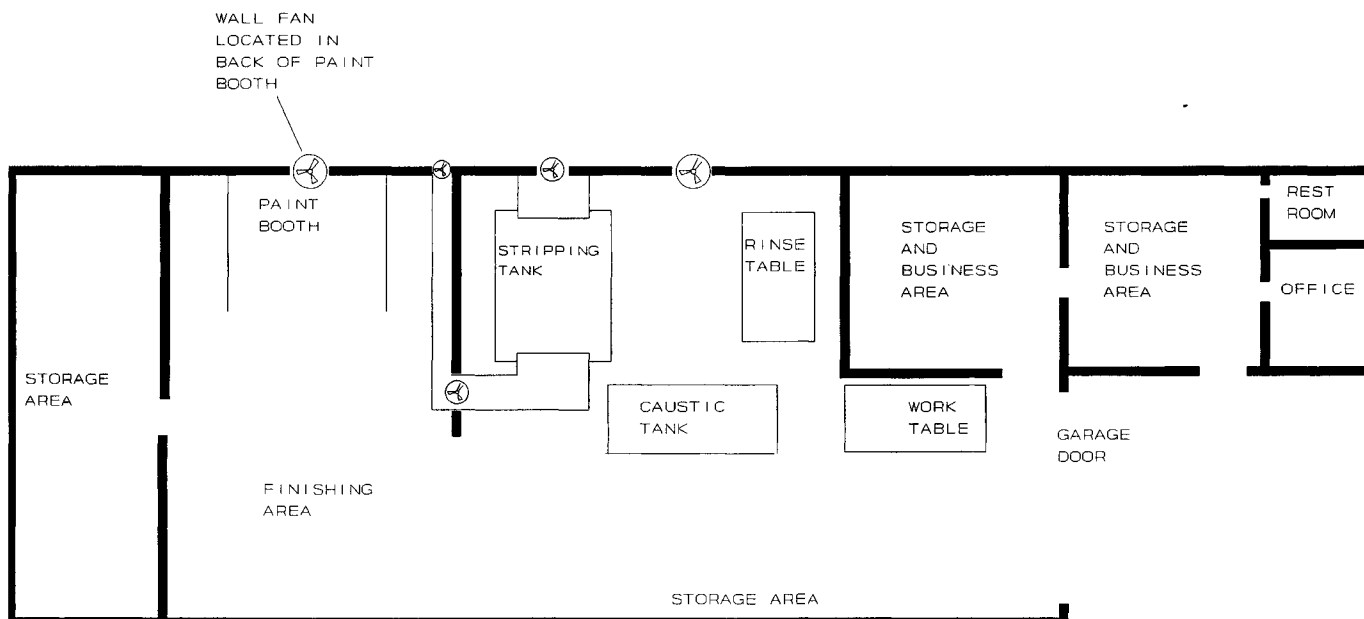 WALL FAN
LOCATED IN
BACK OF PAINT
BOOTH
PAINT
BOOTH
STRIPPING
TANK
RINSE
TABLE
STORAGE
AND
BUSINESS
AREA
STORAGE
AND
BUSINESS
AREA
REST
ROOM
OFFICE
STORAGE
AREA
CAUSTIC
TANK
WORK
TABLE
GARAGE
DOOR
FINISHING
AREA
STORAGE AREA